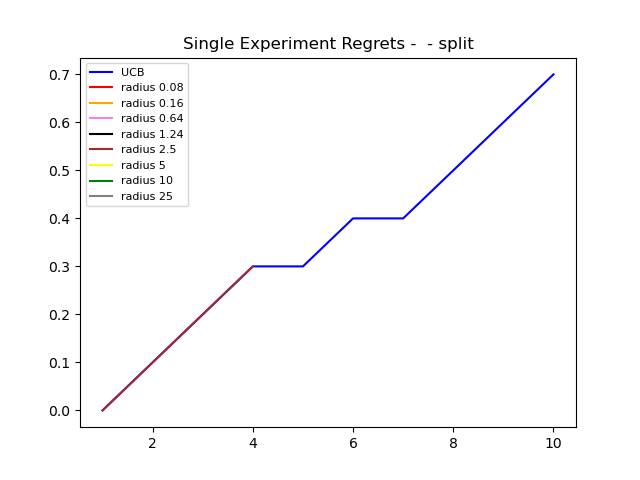 Single Experiment Regrets -  - split
UCB
radius 0.08
radius 0.16
radius 0.64
radius 1.24
radius 2.5
radius 5
radius 10
radius 25
0.7
0.6
0.5
0.4
0.3
0.2
0.1
0.0
2 4 6 8 10